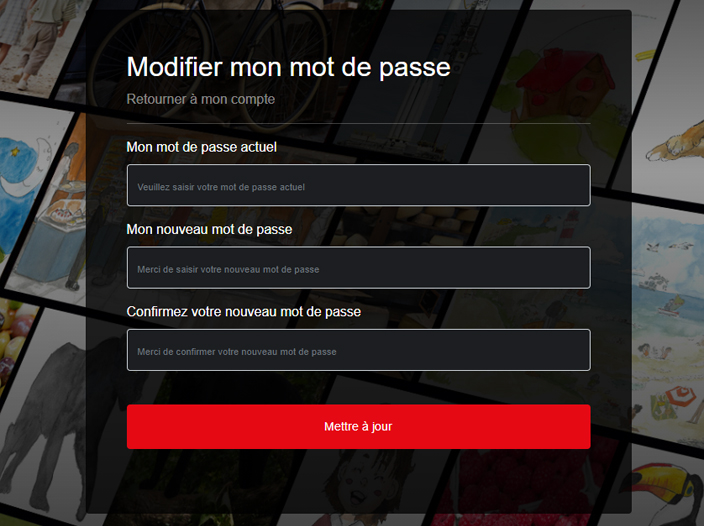 Modifier mon mot de passe
Retourner à mon compte
Mon mot de passe actuel
Veuillez saisir votre mot de passe actuel
Mon nouveau mot de passe
Merci de saisir votre nouveau mot de passe
Confirmez votre nouveau mot de passe
Merci de confirmer votre nouveau mot de passe
Mettre à jour